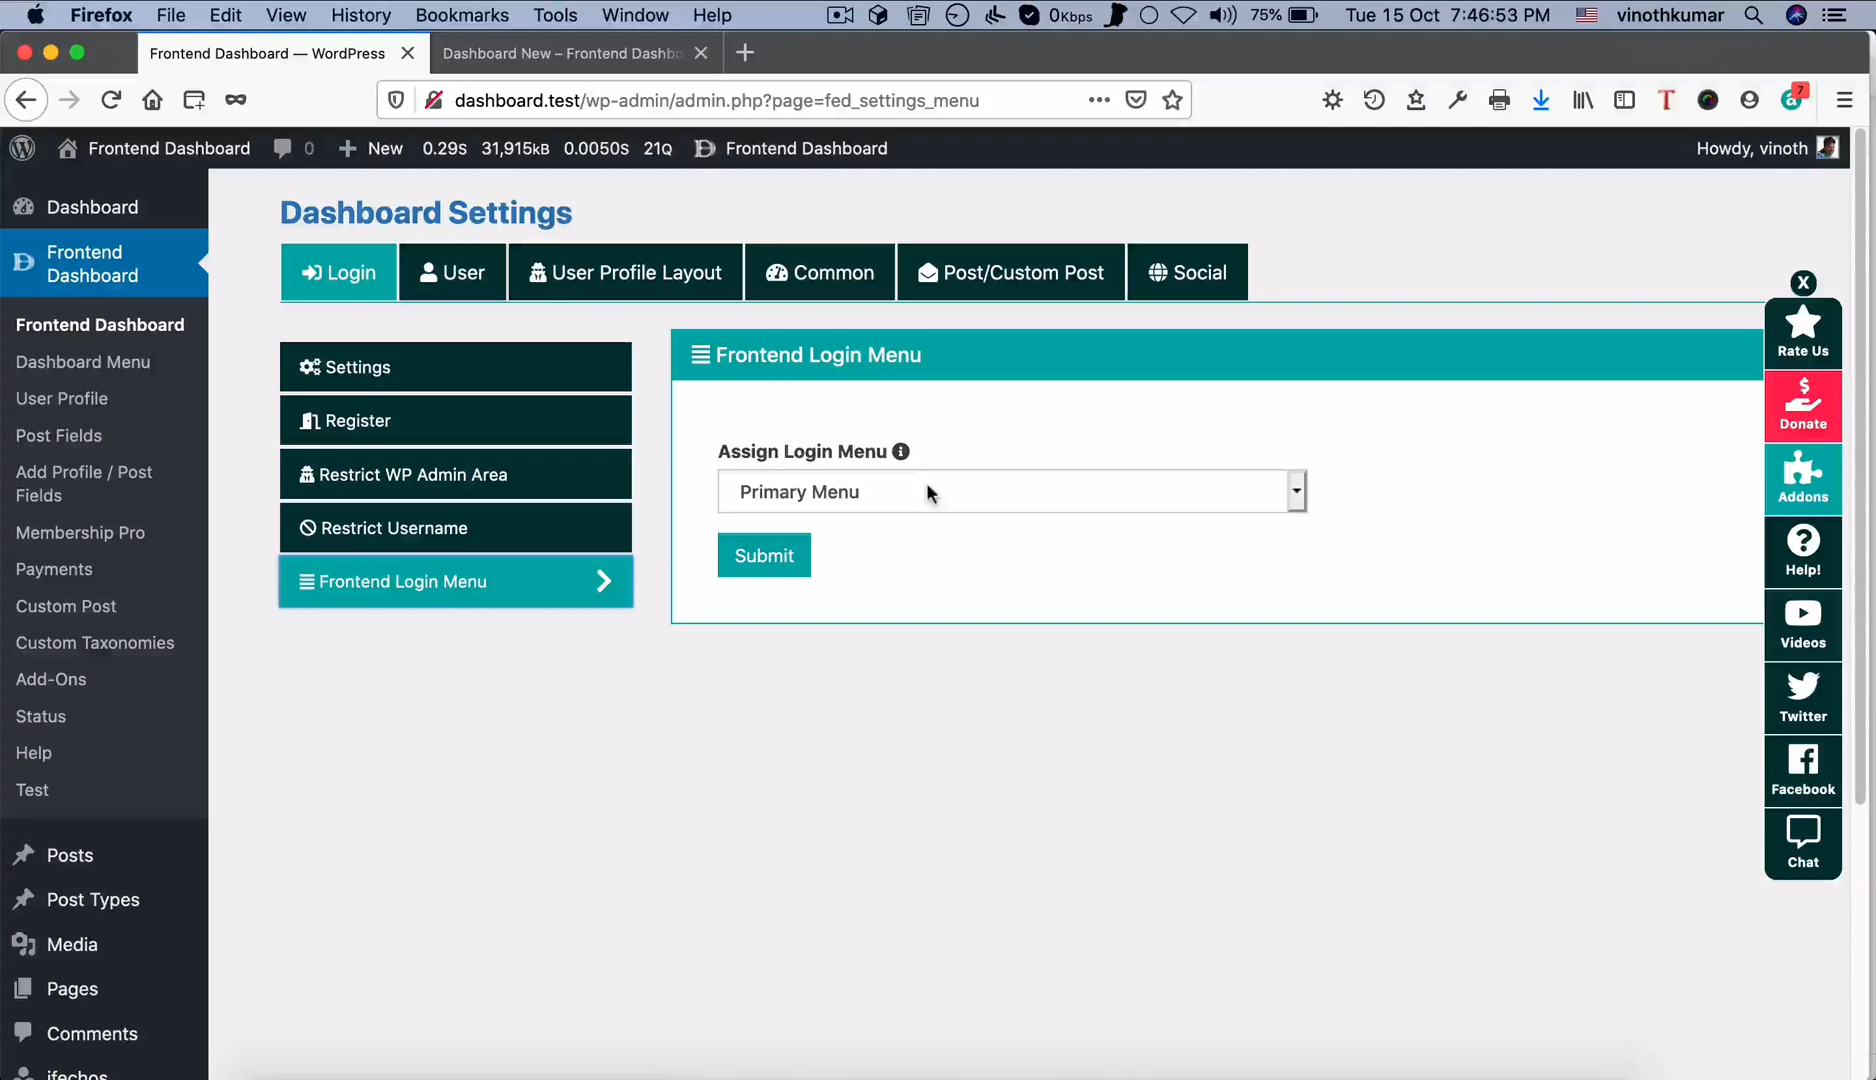 Firefox File Edit View History Bookmarks Tools Window Help 0Kbps 75% Tue 15 Oct 7:46:53 PM vinothkumar
Frontend Dashboard — WordPress
Dashboard New – Frontend Dashb
dashboard.test/wp-admin/admin.php?page=fed_settings_menu
7
Frontend Dashboard 0 New 0.29S 31,915kB 0.0050S 21Q Frontend Dashboard Howdy, vinoth
Dashboard
Frontend
Dashboard
Frontend Dashboard
Dashboard Menu
User Profile
Post Fields
Add Profile / Post
Fields
Membership Pro
Payments
Custom Post
Custom Taxonomies
Add-Ons
Status
Help
Test
Posts
Post Types
Media
Pages
Comments
ifechos
Dashboard Settings
Login
User
User Profile Layout
Common
Post/Custom Post
Social
Settings
Register
Restrict WP Admin Area
Restrict Username
Frontend Login Menu
Frontend Login Menu
Assign Login Menu
Primary Menu
Submit
X
Rate Us
Donate
Addons
Help!
Videos
Twitter
Facebook
Chat